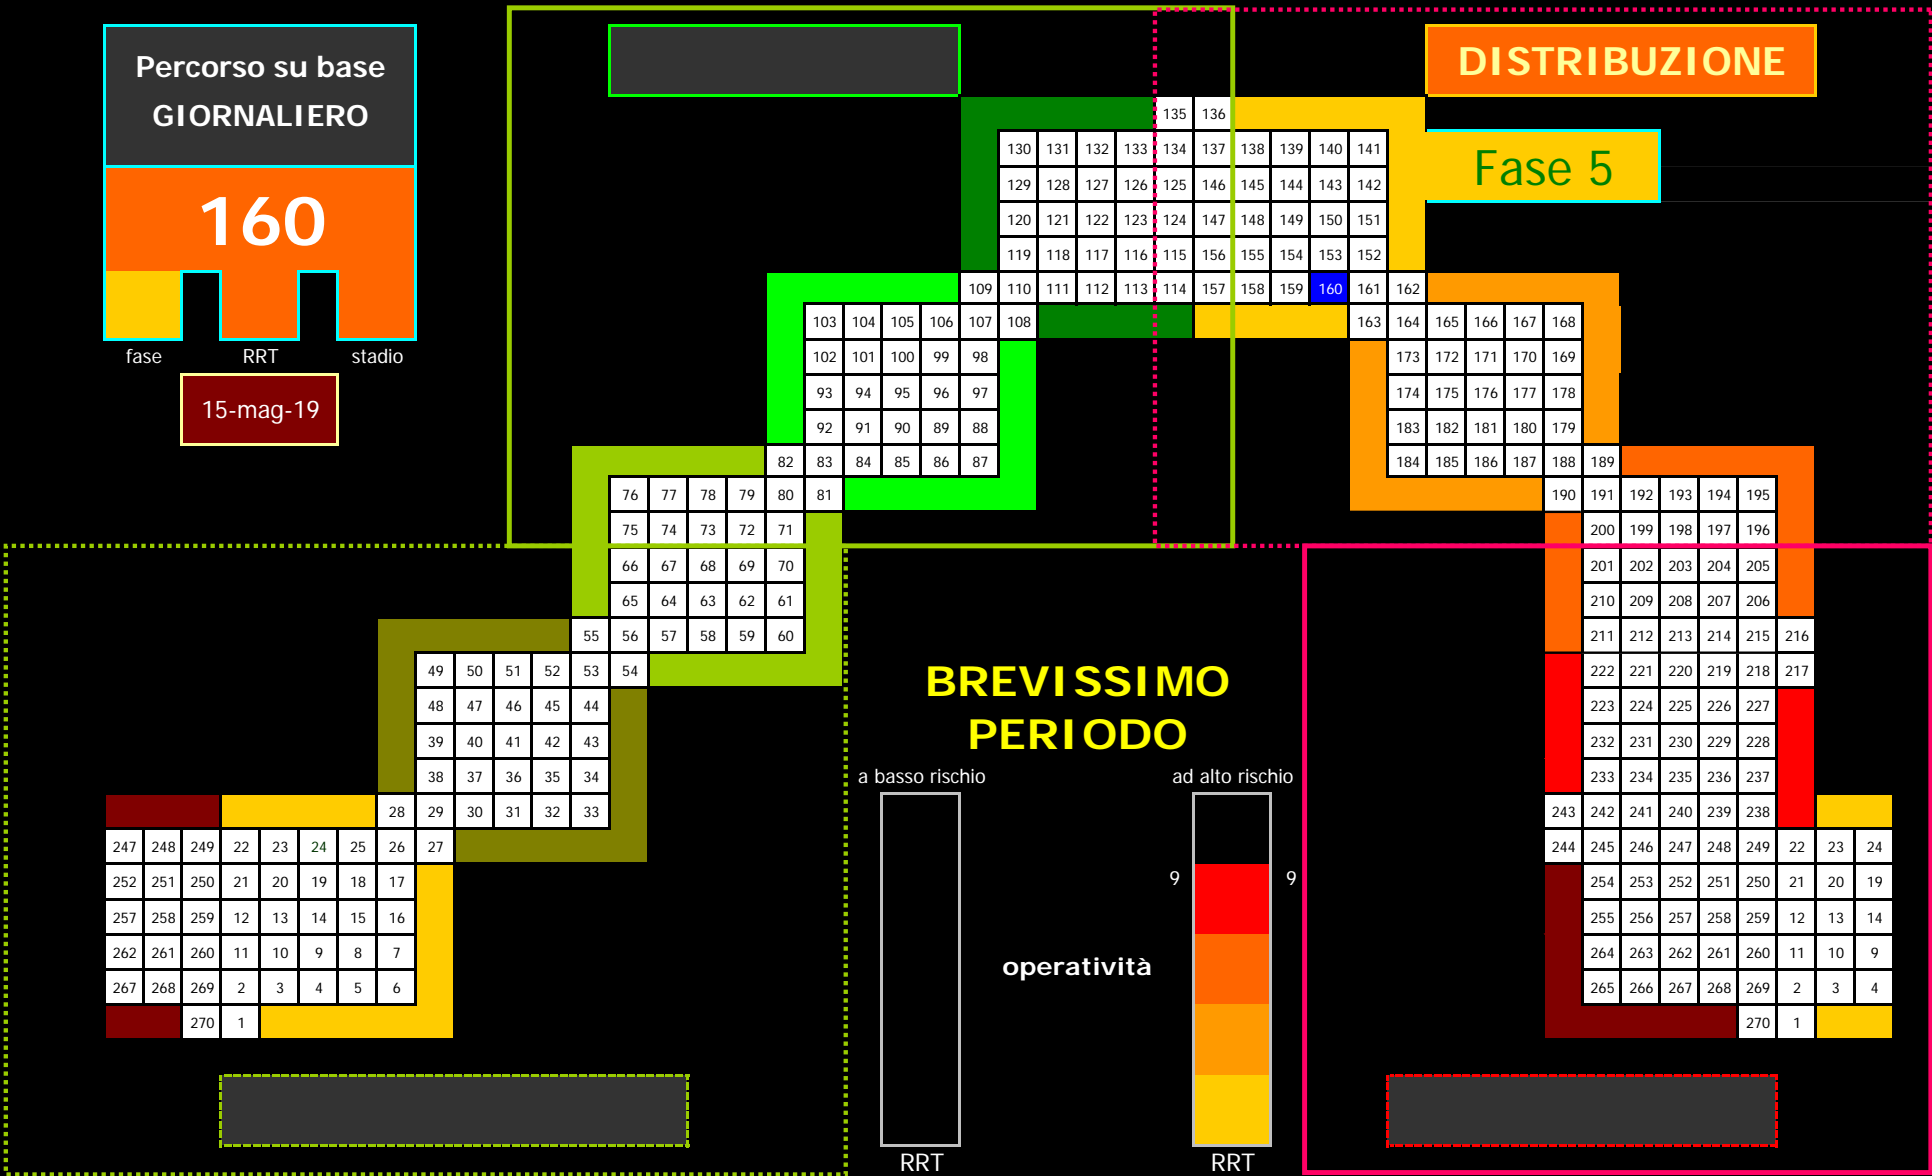 Percorso su base
GIORNALIERO
160
fase RRT stadio
15-mag-19
DISTRIBUZIONE
Fase 5
135 136
130 131 132 133 134 137 138 139 140 141
129 128 127 126 125 146 145 144 143 142
120 121 122 123 124 147 148 149 150 151
119 118 117 116 115 156 155 154 153 152
109 110 111 112 113 114 157 158 159 160 161 162
103 104 105 106 107 108 163 164 165 166 167 168
102 101 100 99 98 173 172 171 170 169
93 94 95 96 97 174 175 176 177 178
92 91 90 89 88 183 182 181 180 179
82 83 84 85 86 87 184 185 186 187 188 189
76 77 78 79 80 81 190 191 192 193 194 195
75 74 73 72 71 200 199 198 197 196
66 67 68 69 70 201 202 203 204 205
65 64 63 62 61 210 209 208 207 206
55 56 57 58 59 60 211 212 213 214 215 216
49 50 51 52 53 54 222 221 220 219 218 217
48 47 46 45 44 223 224 225 226 227
39 40 41 42 43 232 231 230 229 228
38 37 36 35 34 233 234 235 236 237
28 29 30 31 32 33 243 242 241 240 239 238
247 248 249 22 23 24 25 26 27 244 245 246 247 248 249 22 23 24
252 251 250 21 20 19 18 17 254 253 252 251 250 21 20 19
257 258 259 12 13 14 15 16 255 256 257 258 259 12 13 14
262 261 260 11 10 9 8 7 264 263 262 261 260 11 10 9
267 268 269 2 3 4 5 6 265 266 267 268 269 2 3 4
270 1 270 1
BREVISSIMO
PERIODO
a basso rischio ad alto rischio
9 9
operatività
RRT RRT